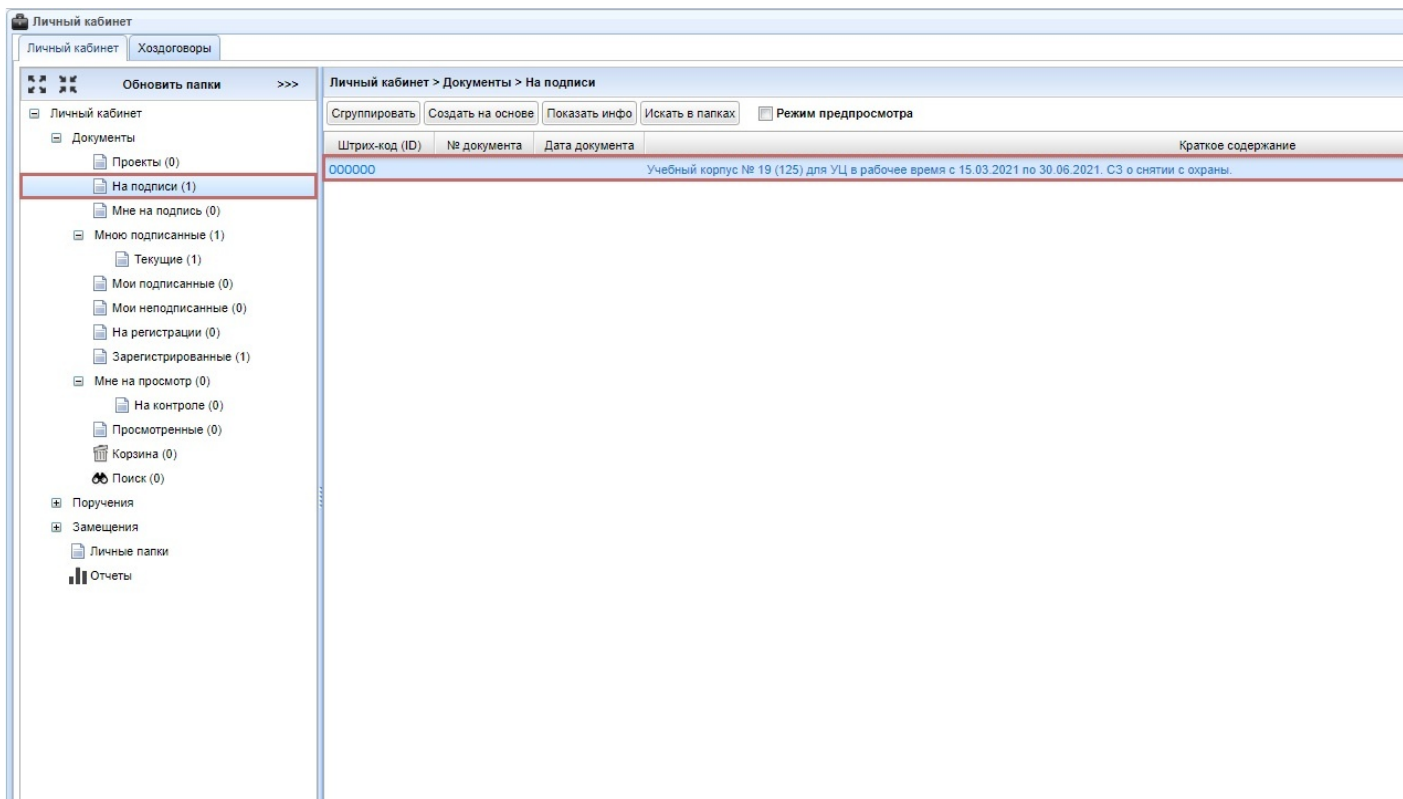 Личный кабинет
Личный кабинет Хоздоговоры
Обновить папки >>>
Личный кабинет
Документы
Проекты (0)
На подписи (1)
Мне на подпись (0)
Мною подписанные (1)
Текущие (1)
Мои подписанные (0)
Мои неподписанные (0)
На регистрации (0)
Зарегистрированные (1)
Мне на просмотр (0)
На контроле (0)
Просмотренные (0)
Корзина (0)
Поиск (0)
Поручения
Замещения
Личные папки
Отчеты
Личный кабинет > Документы > На подписи
Сгруппировать Создать на основе Показать инфо Искать в папках Режим предпросмотра
Штрих-код (ID) № документа Дата документа Краткое содержание
000000 Учебный корпус № 19 (125) для УЦ в рабочее время с 15.03.2021 по 30.06.2021. СЗ о снятии с охраны.